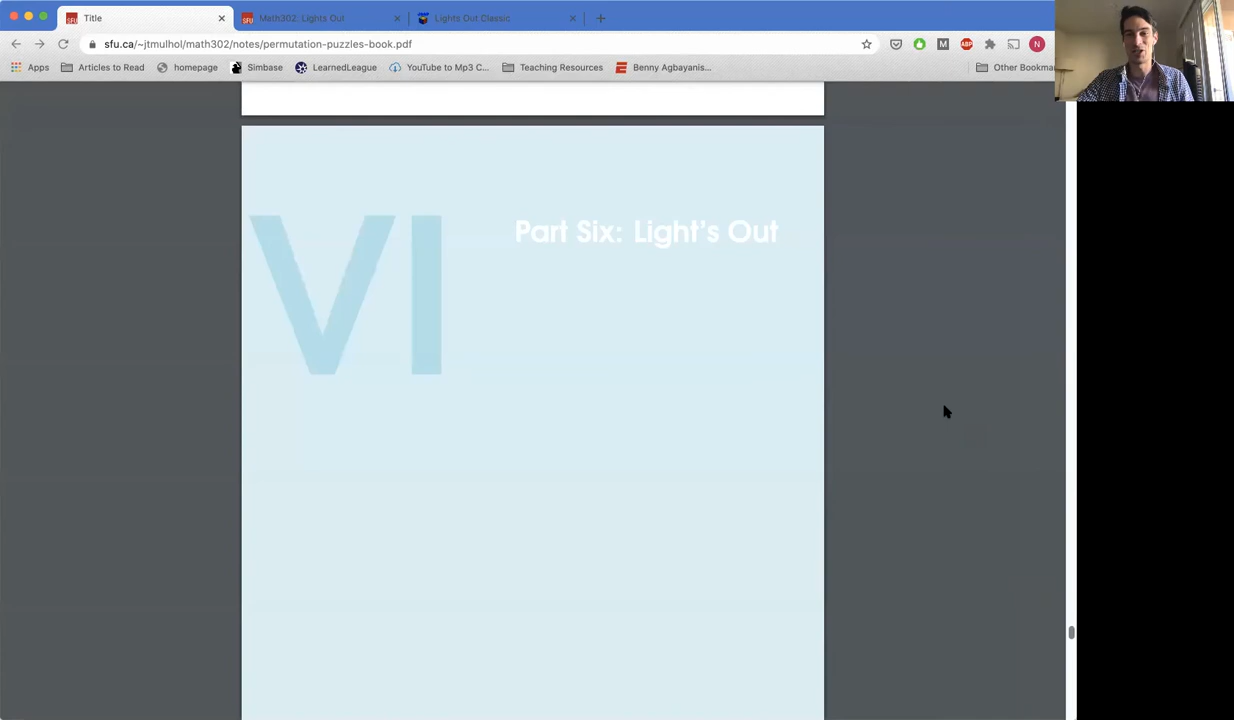 Title
Math302. Lights Out
Lights Out Classic
sfu.ca/~jtmulhol/math302/notes/permutation-puzzles-book.pdf
Apps Articles to Read homepage Simbase LearnedLeague YouTube to Mp3 C... Teaching Resources Benny Agbayanis... Other Bookma
VI
Part Six: Light's Out